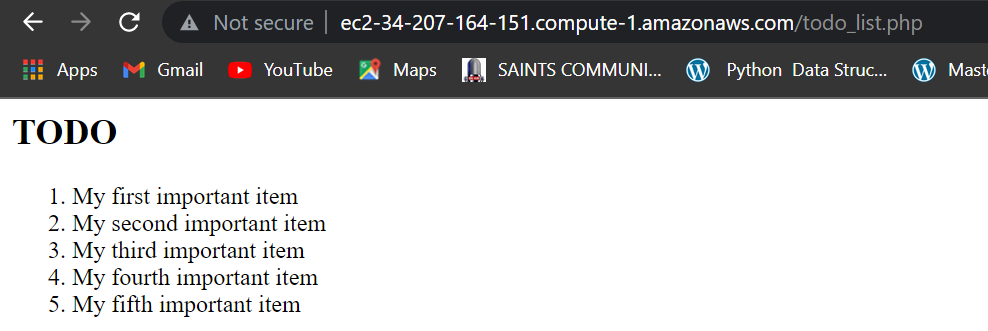 Not secure ec2-34-207-164-151.compute-1.amazonaws.com/todo_list.php
Apps Gmail YouTube Maps SAINTS COMMUNI... Python Data Struc... Mast
TODO
1. My first important item
2. My second important item
3. My third important item
4. My fourth important item
5. My fifth important item